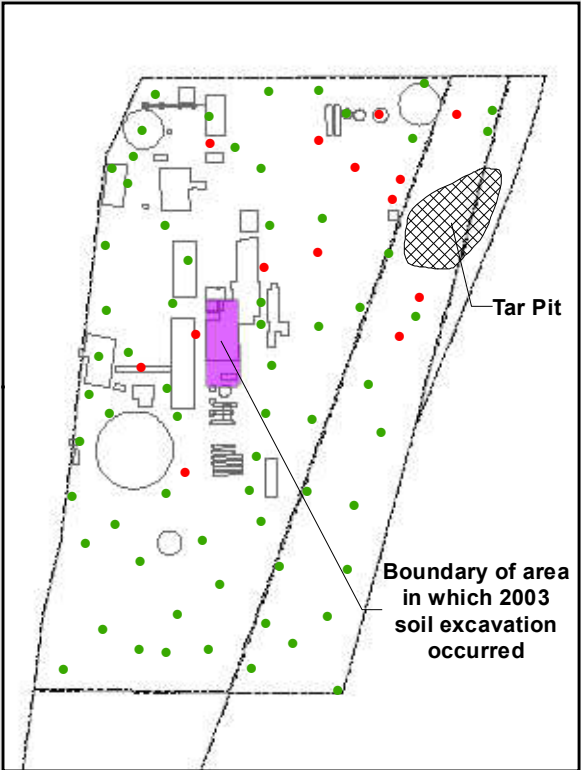 Tar Pit
Boundary of area
in which 2003
soil excavation
occurred